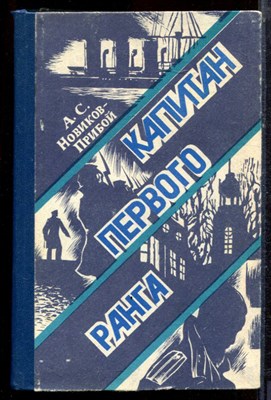 А. С.
НОВИКОВ-
ПРИБОЙ
КАПИТАН
ПЕРВОГО
РАНГА